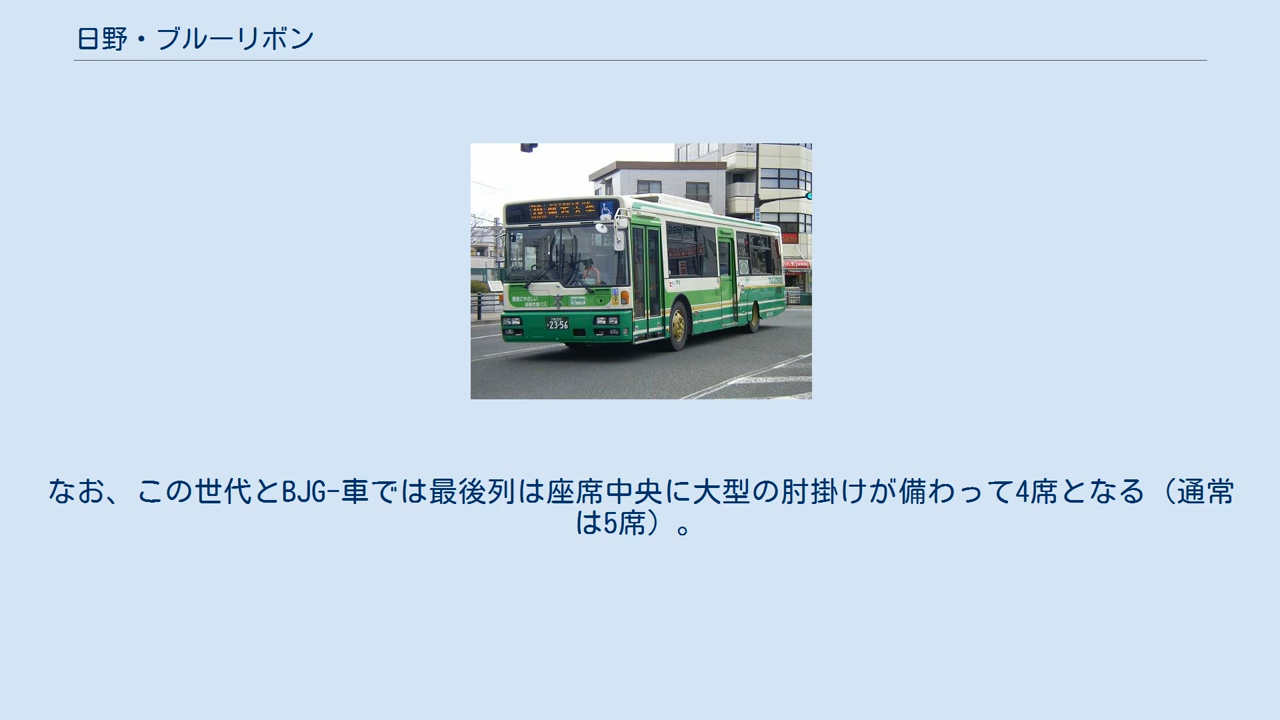 日野・ブルーリボン
23-56
なお、この世代とBJG-車では最後列は座席中央に大型の肘掛けが備わって4席となる（通常
は5席）。